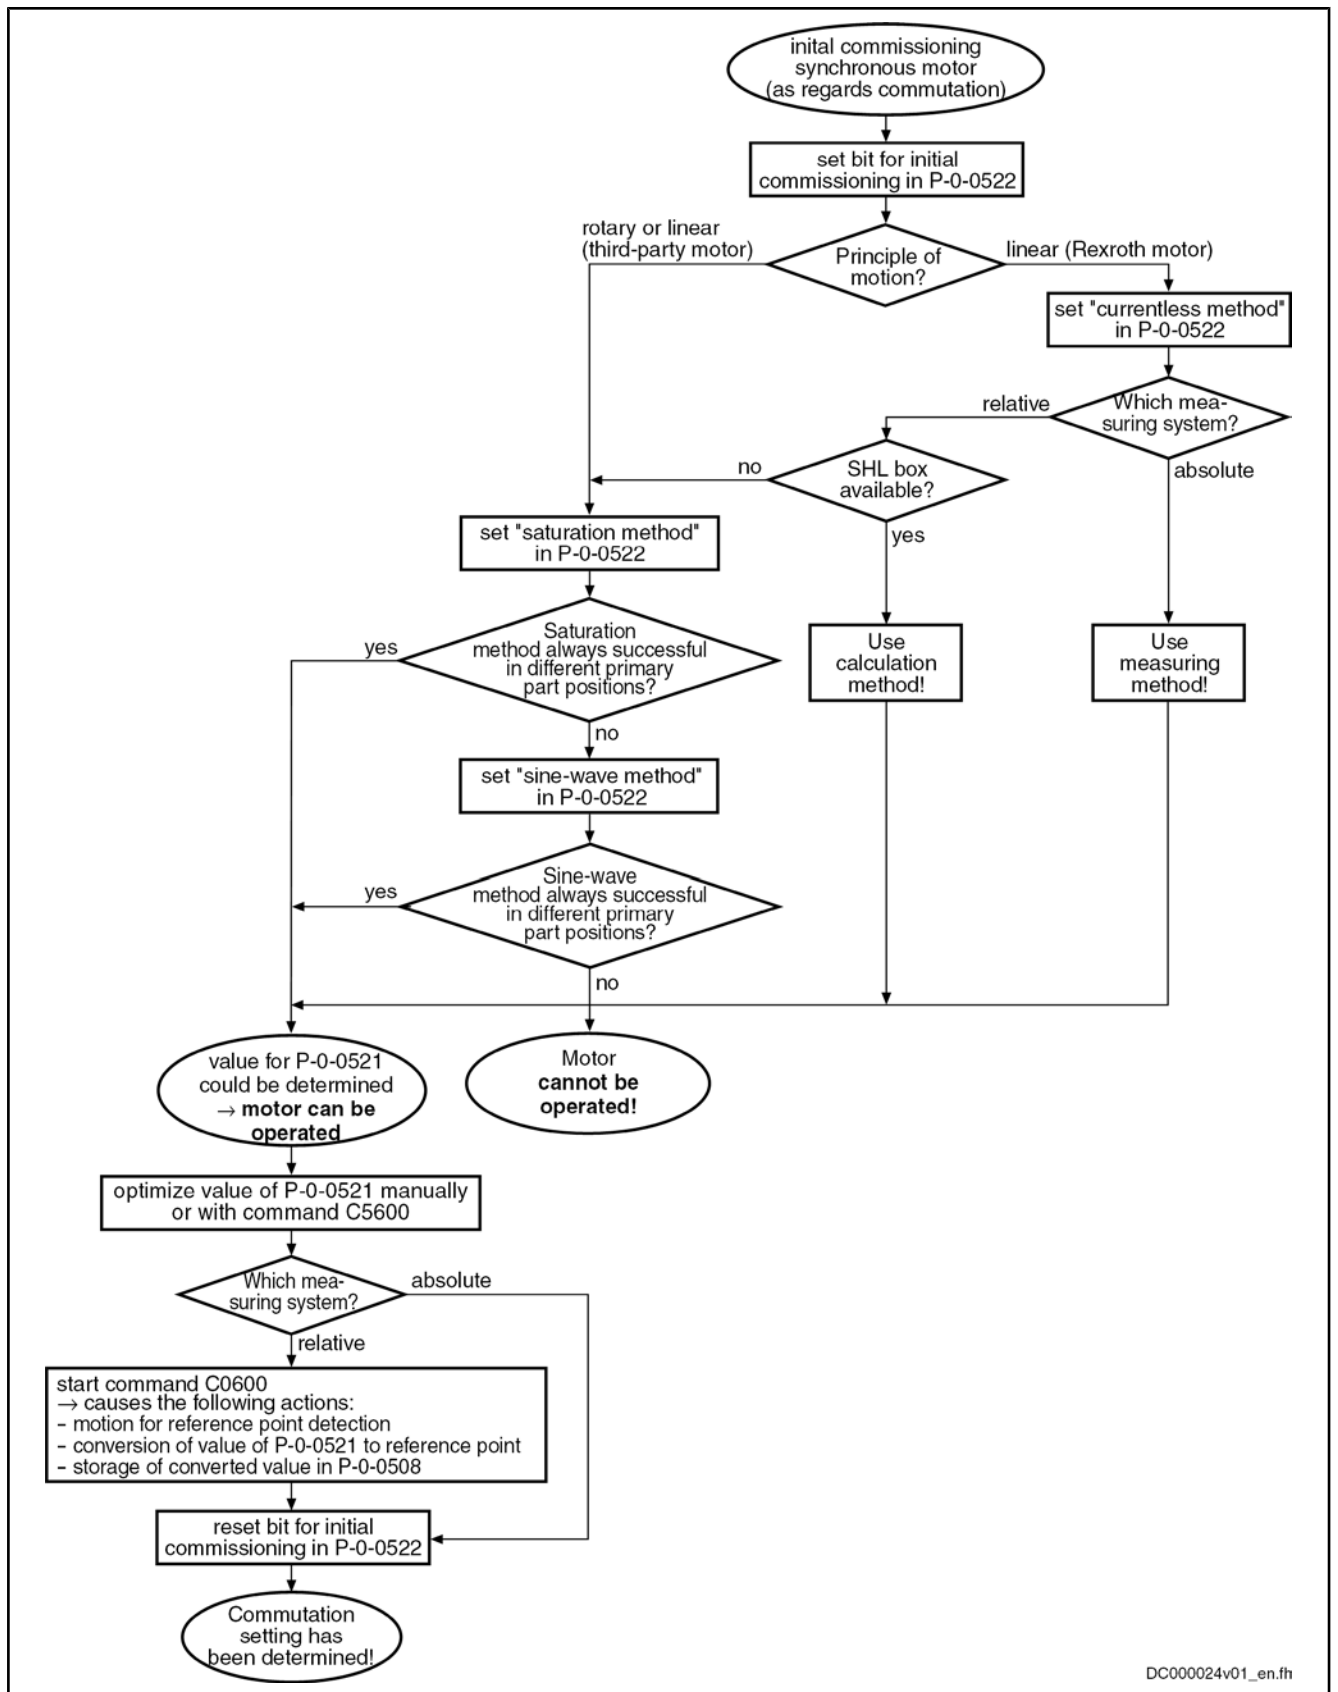 inital commissioning
synchronous motor
(as regards commutation)
set bit for initial
commissioning in P-0-0522
rotary or linear
(third-party motor)
Principle of
motion?
linear (Rexroth motor)
set "currentless method"
in P-0-0522
relative
Which mea-
suring system?
absolute
no
SHL box
available?
yes
set "saturation method"
in P-0-0522
yes
Saturation
method always successful
in different primary
part positions?
no
Use
calculation
method!
Use
measuring
method!
set "sine-wave method"
in P-0-0522
yes
Sine-wave
method always successful
in different primary
part positions?
no
value for P-0-0521
could be determined
→ motor can be
operated
Motor
cannot be
operated!
optimize value of P-0-0521 manually
or with command C5600
Which mea-
suring system?
absolute
relative
start command C0600
→ causes the following actions:
- motion for reference point detection
- conversion of value of P-0-0521 to reference point
- storage of converted value in P-0-0508
reset bit for initial
commissioning in P-0-0522
Commutation
setting has
been determined!
DC000024v01_en.fh